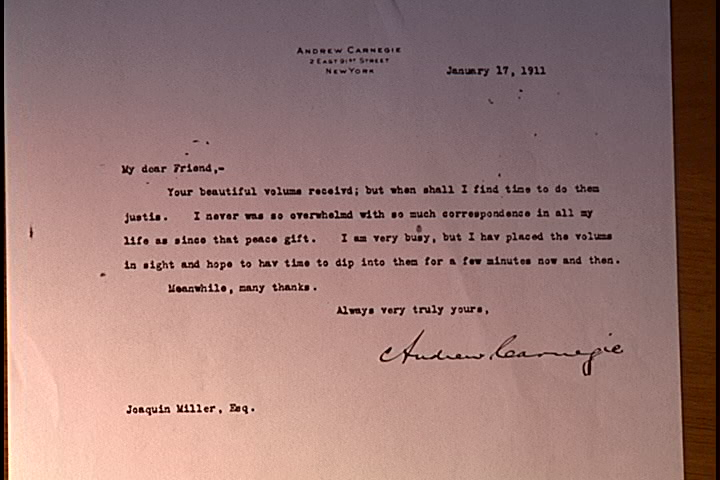 ANDREW CARNEGIE
2 EAST 91ST STREET
NEW YORK
January 17, 1911
My dear Friend,-
Your beautiful volums receivd; but when shall I find time to do them
justis. I never was so overwhelmd with so much correspondence in all my
life as since that peace gift. I am very busy, but I hav placed the volums
in sight and hope to hav time to dip into them for a few minutes now and then.
Meanwhile, many thanks.
Always very truly yours,
Andrew Carnegie
Joaquin Miller, Esq.